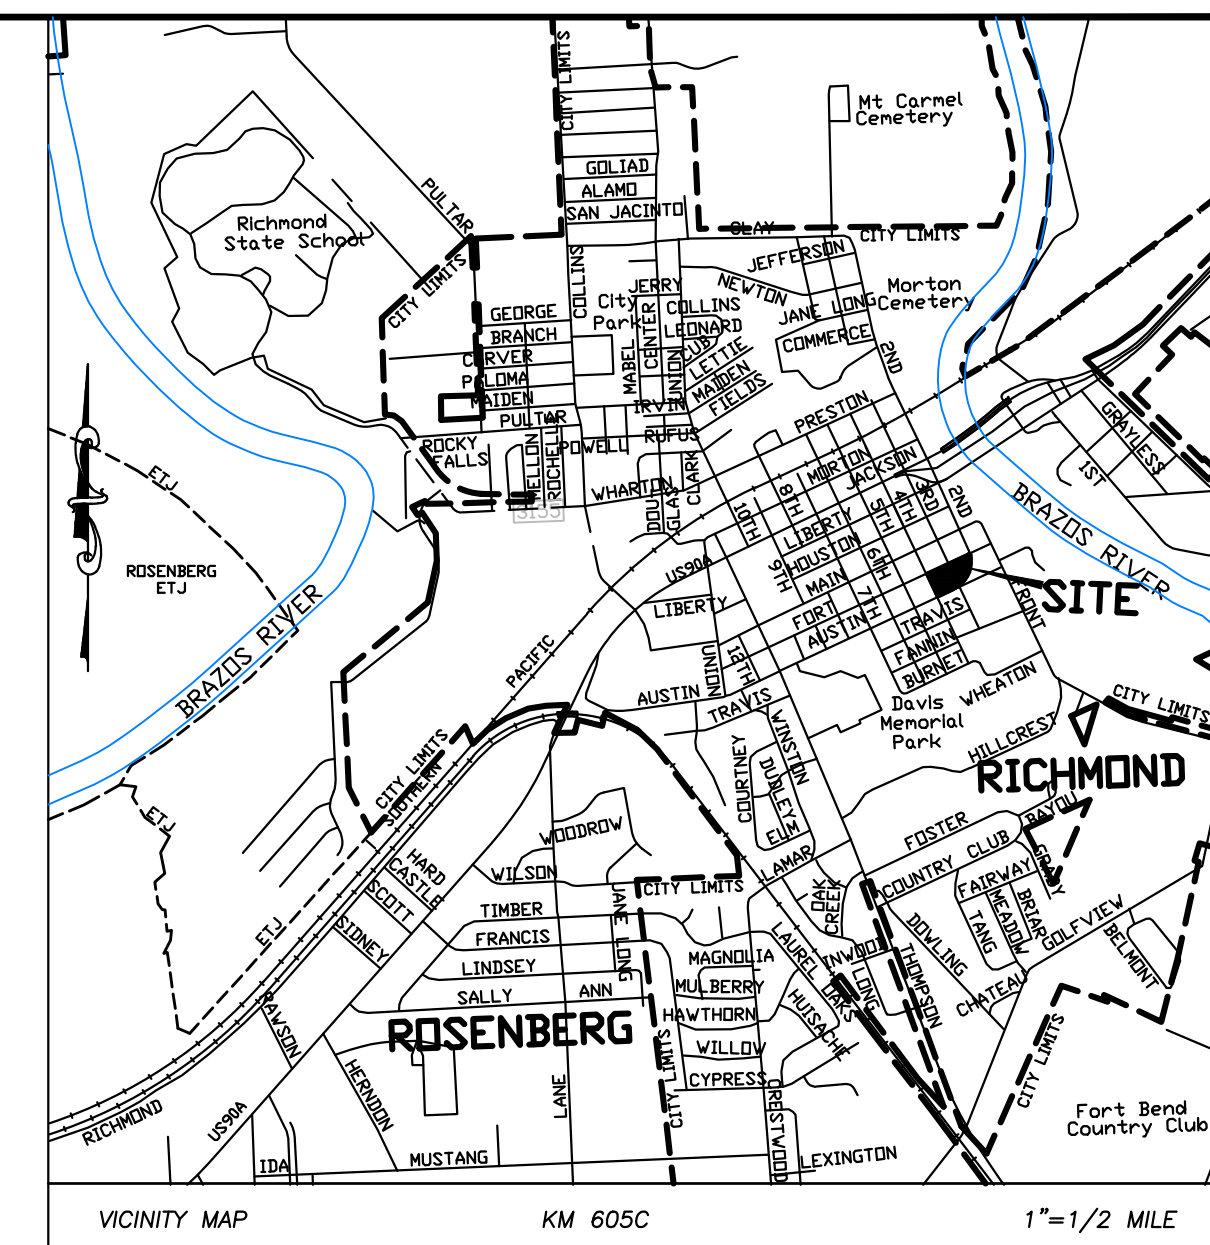 CITY LIMITS
CITY LIMITS
Mt Carmel
Cemetery
GOLIAD
ALAMO
SAN JACINTO
PULTAR
Richmond
State School
CLAY
CITY LIMITS
JEFFERSON
CITY LIMITS
COLLINS
JERRY
NEWTON
Morton
Cemetery
City
Park
CENTER
COLLINS
JANE LONG
GEORGE
LEONARD
BRANCH
COMMERCE
2ND
CUB
LETTIE
CARVER
MABEL
UNION
MAIDEN
PALOMA
FIELDS
MAIDEN
IRVIN
PRESTON
PULTAR
GRAYLESS
ROCKY
FALLS
MELLON
ROCHELLE
POWELL
RUFUS
MORTON
JACKSON
1ST
ETJ
WHARTON
CLARK
DOUGLAS
8TH
3RD
2ND
4TH
5TH
10TH
3155
LIBERTY
BRAZOS RIVER
HOUSTON
6TH
US90A
9TH
MAIN
7TH
ROSENBERG
ETJ
SITE
FRONT
LIBERTY
FORT
TRAVIS
AUSTIN
FANNIN
BURNET
BRAZOS RIVER
PACIFIC
UNION
12TH
AUSTIN
TRAVIS
WHEATON
Davis
Memorial
Park
CITY LIMITS
WINSTON
HILLCREST
RICHMOND
CITY LIMITS
SOUTHERN
COURTNEY
DUDLEY
ELM
ETJ
WOODROW
FOSTER
BAYOU
LAMAR
COUNTRY CLUB
GRADY
HARD
CASTLE
WILSON
CITY LIMITS
FAIRWAY
SCOTT
OAK
CREEK
MEADOW
BRIAR
TIMBER
JANE LONG
TANG
GOLFVIEW
SIDNEY
ETJ
FRANCIS
LAUREL OAKS
INWOOD
DOWLING
BELMONT
LINDSEY
MAGNOLIA
THOMPSON
LONG
SALLY ANN
MULBERRY
HUISACHE
CHATEAU
HAWTHORN
ROSENBERG
DAWSON
WILLOW
CITY LIMITS
CITY LIMITS
HERNDON
LANE
CYPRESS
CRESTWOOD
RICHMOND
US90A
Fort Bend
Country Club
IDA
MUSTANG
LEXINGTON
VICINITY MAP
KM 605C
1"=1/2 MILE